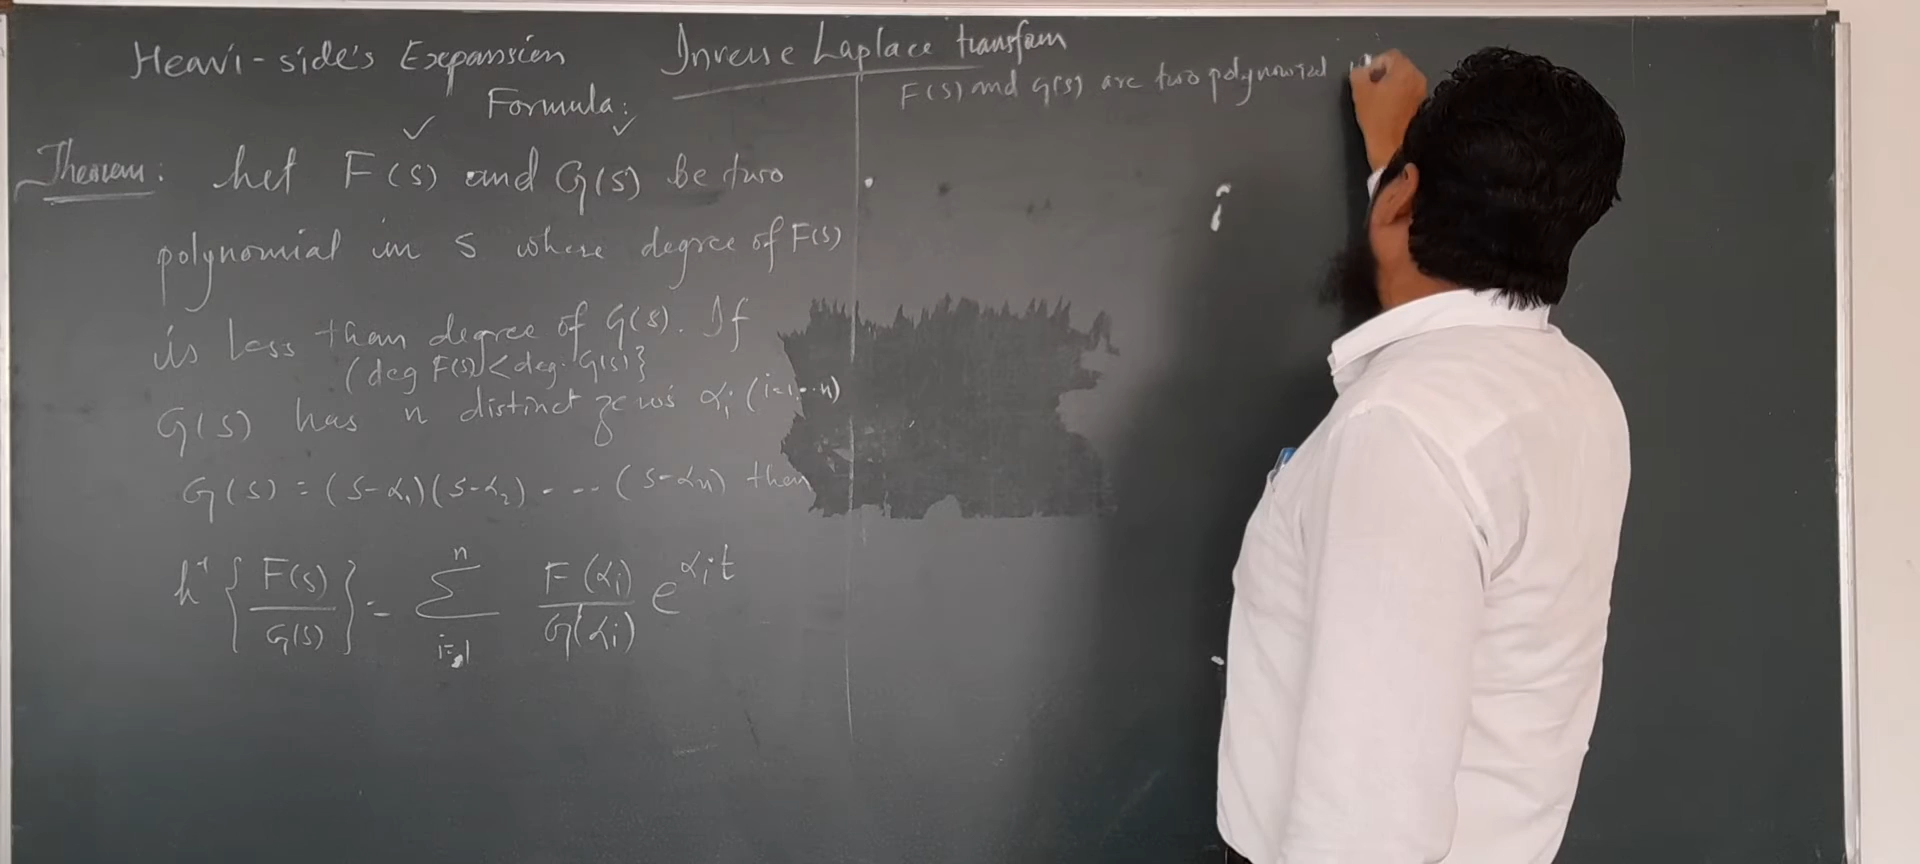 Heavi-side's Expansion
Formula:
Inverse Laplace transfom
Theorem: Let F(s) and G(s) be two
polynomial in s where degree of F(s)
is less than degree of G(s). If
(deg F(s) < deg. G(s)}
G(s) has n distinct zeros αi (i=1...n)
G(s) = (s-α1)(s-α2) - - - - (s-αn) then
L⁻¹ { F(s) / G(s) } = Σ_{i=1}^{n} F(αi) / G'(αi) e^{αit}
F(s) and G(s) are two polynomial